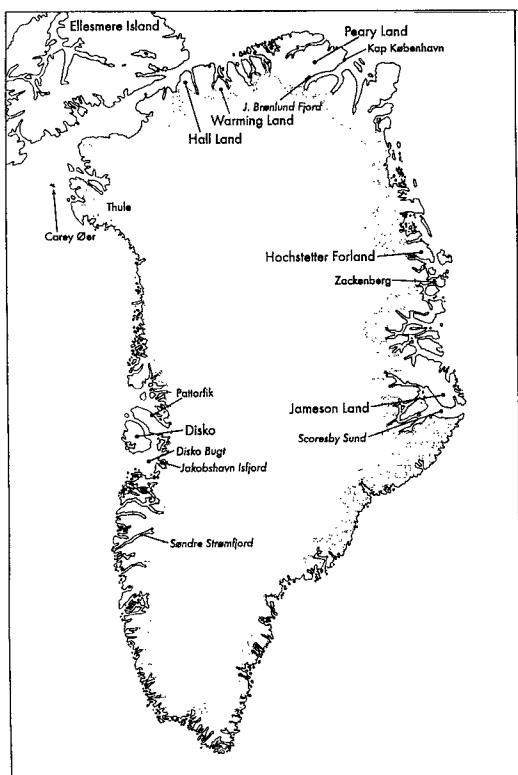 Ellesmere Island
Peary Land
Kap København
J. Brønlund Fjord
Warming Land
Hall Land
Thule
Carey Øer
Hochstetter Forland
Zackenberg
Pattorfik
Jameson Land
Disko
Scoresby Sund
Disko Bugt
Jakobshavn Isfjord
Søndre Strømfjord